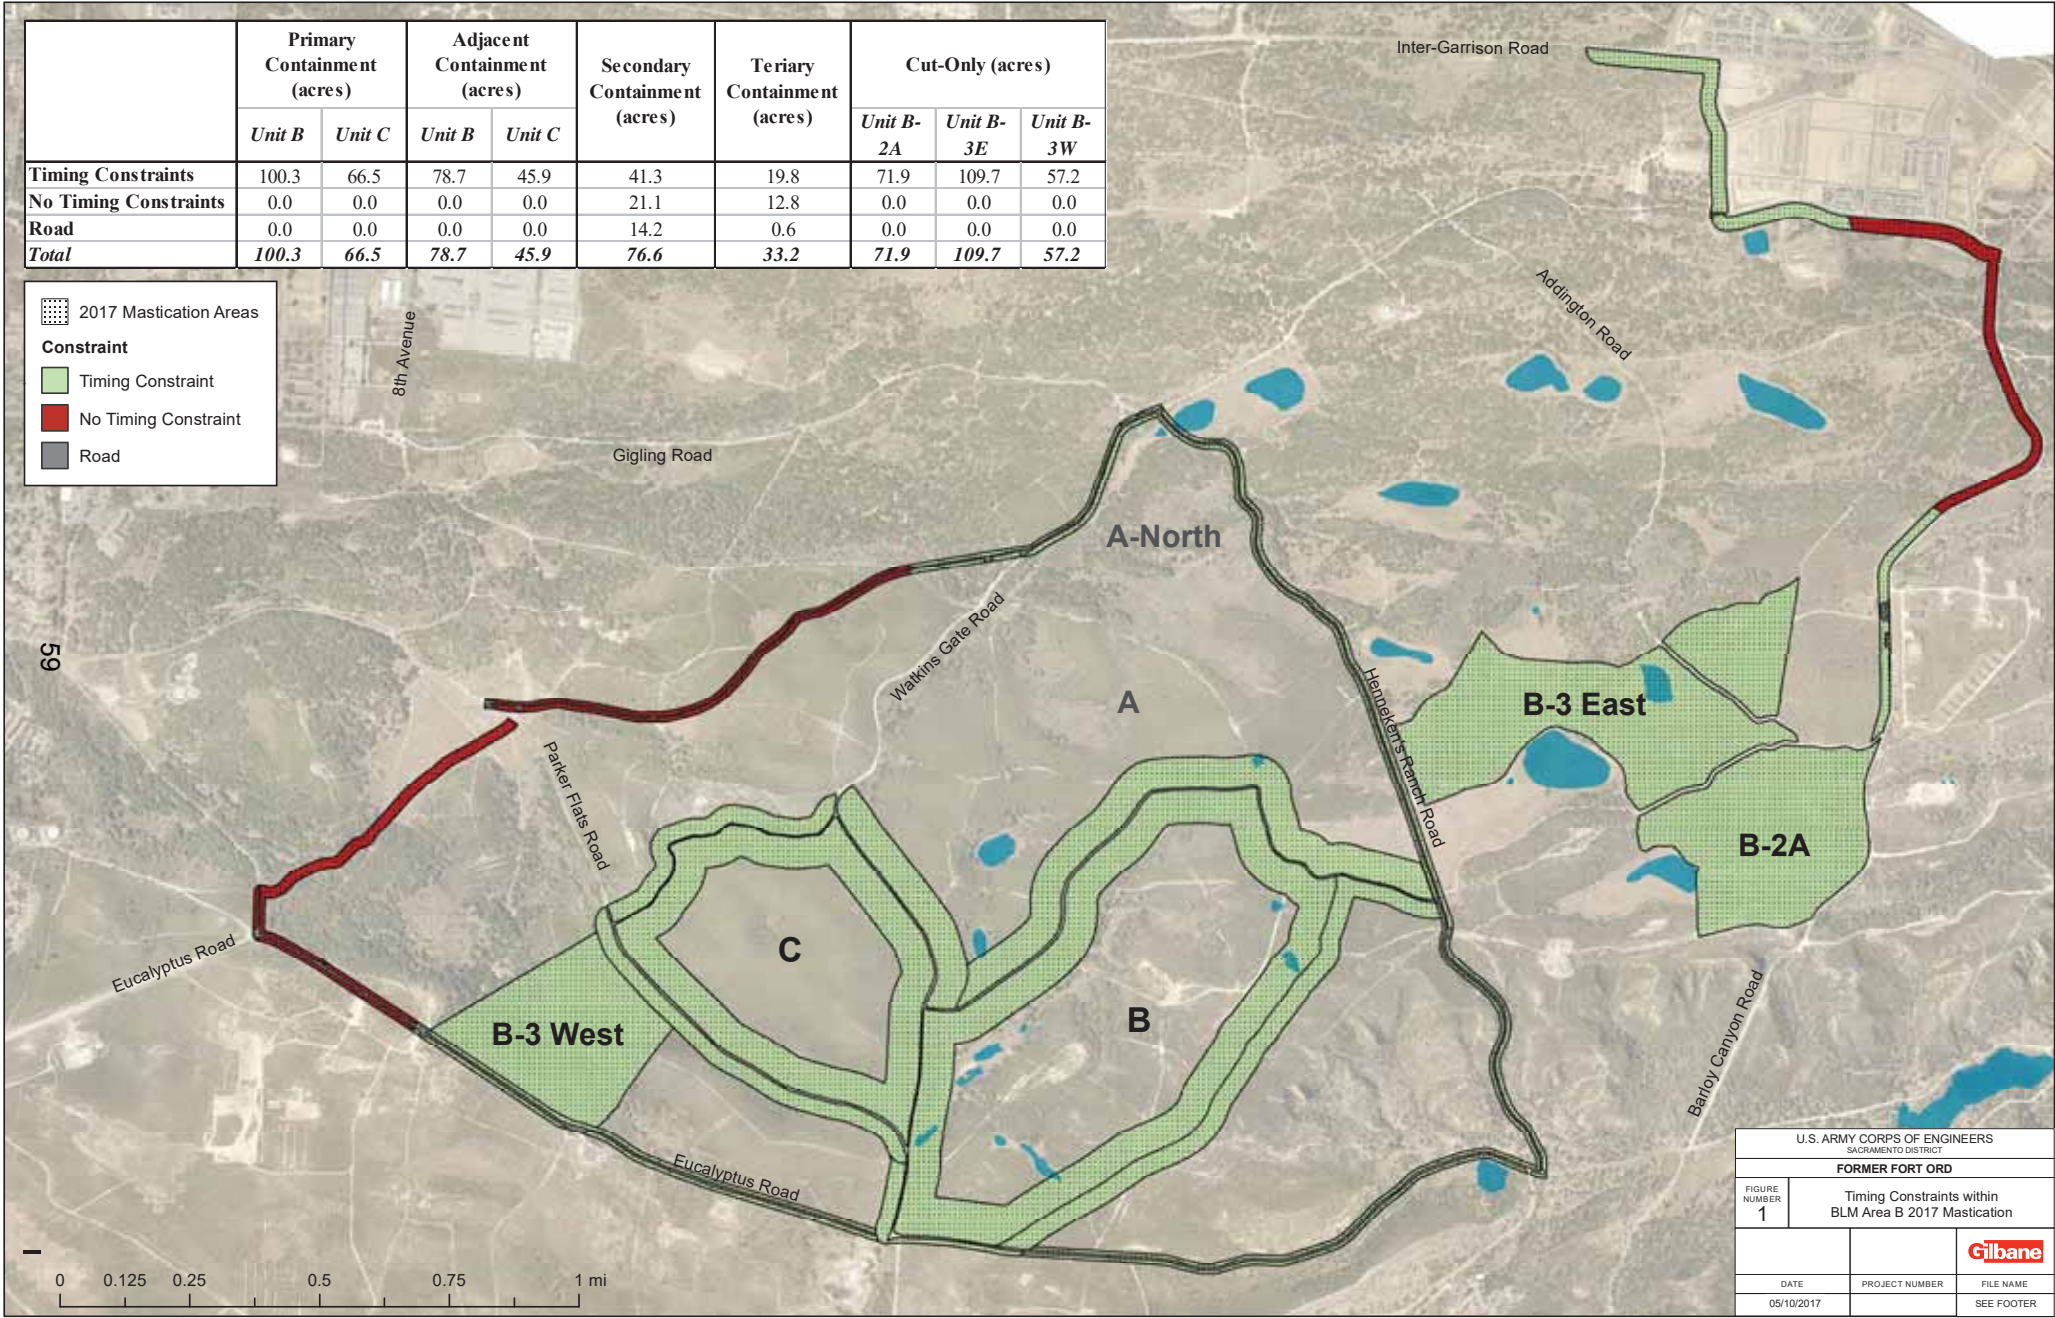 Primary Containment (acres)
Adjacent Containment (acres)
Secondary Containment (acres)
Teriary Containment (acres)
Cut-Only (acres)
Unit B
Unit C
Unit B
Unit C
Unit B-2A
Unit B-3E
Unit B-3W
Timing Constraints 100.3 66.5 78.7 45.9 41.3 19.8 71.9 109.7 57.2
No Timing Constraints 0.0 0.0 0.0 0.0 21.1 12.8 0.0 0.0 0.0
Road 0.0 0.0 0.0 0.0 14.2 0.6 0.0 0.0 0.0
Total 100.3 66.5 78.7 45.9 76.6 33.2 71.9 109.7 57.2
2017 Mastication Areas
Constraint
Timing Constraint
No Timing Constraint
Road
Inter-Garrison Road
Addington Road
8th Avenue
Gigling Road
A-North
Watkins Gate Road
59
A
Henneken's Ranch Road
B-3 East
Parker Flats Road
B-2A
C
Eucalyptus Road
B-3 West
B
Barloy Canyon Road
Eucalyptus Road
0 0.125 0.25 0.5 0.75 1 mi
U.S. ARMY CORPS OF ENGINEERS
SACRAMENTO DISTRICT
FORMER FORT ORD
FIGURE NUMBER
1
Timing Constraints within
BLM Area B 2017 Mastication
Gilbane
DATE PROJECT NUMBER FILE NAME
05/10/2017 SEE FOOTER